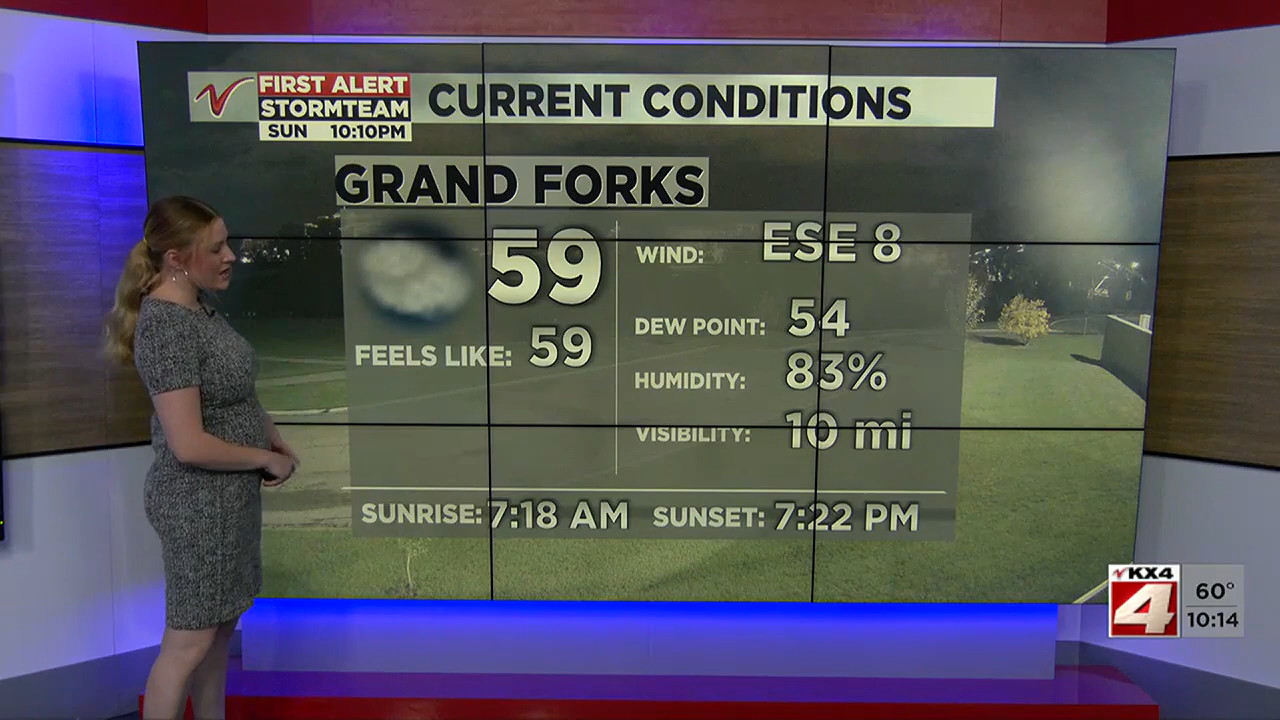 FIRST ALERT
STORMTEAM
SUN 10:10PM
CURRENT CONDITIONS
GRAND FORKS
59
FEELS LIKE: 59
WIND: ESE 8
DEW POINT: 54
HUMIDITY: 83%
VISIBILITY: 10 mi
SUNRISE: 7:18 AM SUNSET: 7:22 PM
KX4
4
60°
10:14